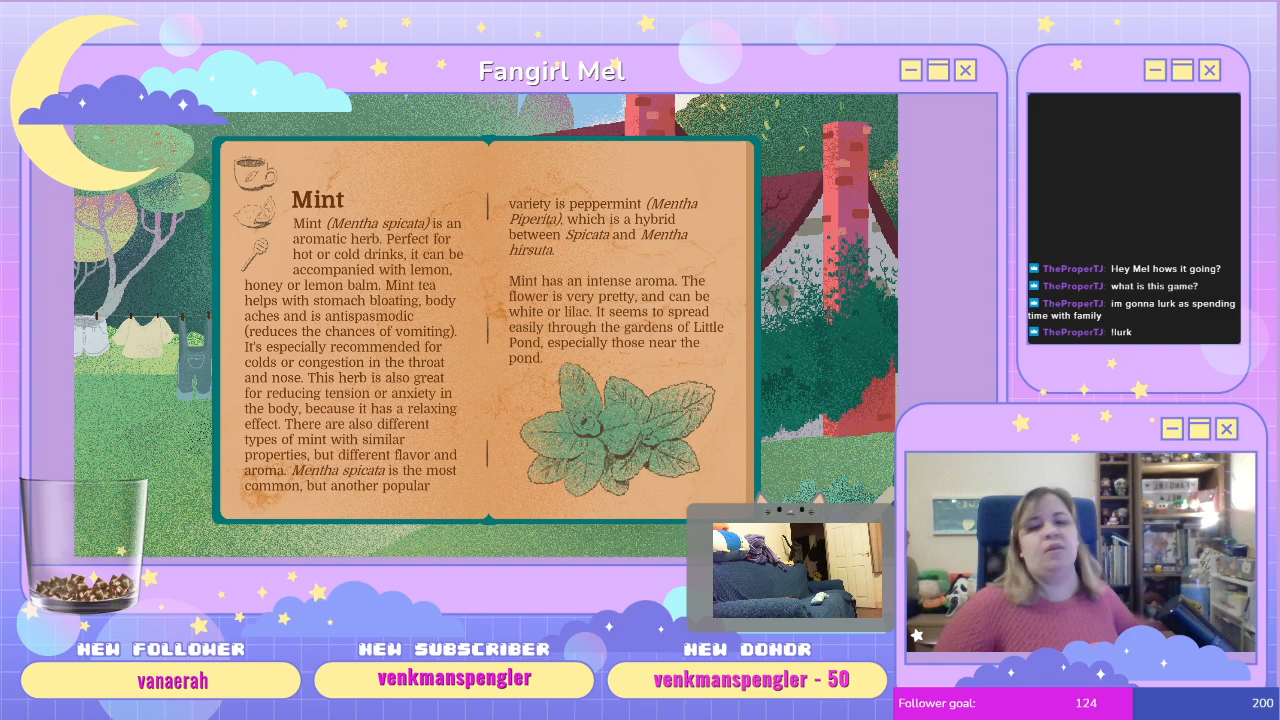 Fangirl Mel
Mint
Mint (Mentha spicata) is an
aromatic herb. Perfect for
hot or cold drinks, it can be
accompanied with lemon,
honey or lemon balm. Mint tea
helps with stomach bloating, body
aches and is antispasmodic
(reduces the chances of vomiting).
It's especially recommended for
colds or congestion in the throat
and nose. This herb is also great
for reducing tension or anxiety in
the body, because it has a relaxing
effect. There are also different
types of mint with similar
properties, but different flavor and
aroma. Mentha spicata is the most
common, but another popular
variety is peppermint (Mentha
Piperita), which is a hybrid
between Spicata and Mentha
hirsuta.
Mint has an intense aroma. The
flower is very pretty, and can be
white or lilac. It seems to spread
easily through the gardens of Little
Pond, especially those near the
pond.
TheProperTJ: Hey Mel hows it going?
TheProperTJ: what is this game?
TheProperTJ: im gonna lurk as spending
time with family
TheProperTJ: !lurk
NEW FOLLOWER
vanaerah
NEW SUBSCRIBER
venkmanspengler
NEW DONOR
venkmanspengler - 50
Follower goal: 124 200